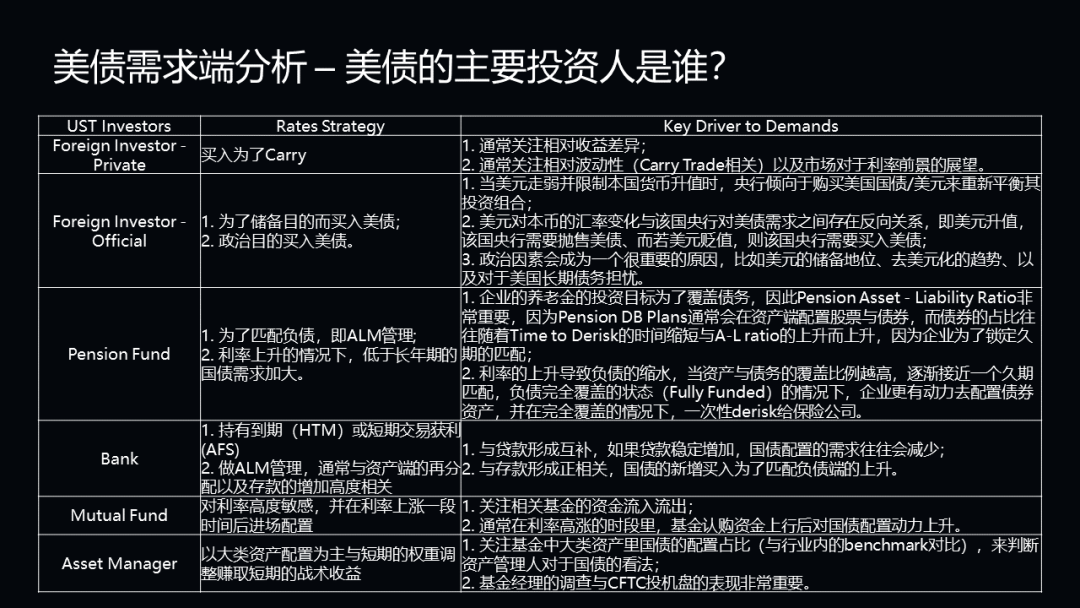 美债需求端分析 – 美债的主要投资人是谁？
UST Investors
Rates Strategy
Key Driver to Demands
Foreign Investor -
Private
买入为了Carry
1. 通常关注相对收益差异；
2. 通常关注相对波动性（Carry Trade相关）以及市场对于利率前景的展望。
Foreign Investor -
Official
1. 为了储备目的而买入美债；
2. 政治目的买入美债。
1. 当美元走弱并限制本国货币升值时，央行倾向于购买美国国债/美元来重新平衡其
投资组合；
2. 美元对本币的汇率变化与该国央行对美债需求之间存在反向关系，即美元升值，
该国央行需要抛售美债、而若美元贬值，则该国央行需要买入美债；
3. 政治因素会成为一个很重要的原因，比如美元的储备地位、去美元化的趋势、以
及对于美国长期债务担忧。
Pension Fund
1. 为了匹配负债，即ALM管理;
2. 利率上升的情况下，低于长年期的
国债需求加大。
1. 企业的养老金的投资目标为了覆盖债务，因此Pension Asset - Liability Ratio非
常重要，因为Pension DB Plans通常会在资产端配置股票与债券，而债券的占比往
往随着Time to Derisk的时间缩短与A-L ratio的上升而上升，因为企业为了锁定久
期的匹配；
2. 利率的上升导致负债的缩水，当资产与债务的覆盖比例越高，逐渐接近一个久期
匹配，负债完全覆盖的状态（Fully Funded）的情况下，企业更有动力去配置债券
资产，并在完全覆盖的情况下，一次性derisk给保险公司。
Bank
1. 持有到期（HTM）或短期交易获利
(AFS)
2. 做ALM管理，通常与资产端的再分
配以及存款的增加高度相关
1. 与贷款形成互补，如果贷款稳定增加，国债配置的需求往往会减少；
2. 与存款形成正相关，国债的新增买入为了匹配负债端的上升。
Mutual Fund
对利率高度敏感，并在利率上涨一段
时间后进场配置
1. 关注相关基金的资金流入流出；
2. 通常在利率高涨的时段里，基金认购资金上行后对国债配置动力上升。
Asset Manager
以大类资产配置为主与短期的权重调
整赚取短期的战术收益
1. 关注基金中大类资产里国债的配置占比（与行业内的benchmark对比），来判断
资产管理人对于国债的看法；
2. 基金经理的调查与CFTC投机盘的表现非常重要。